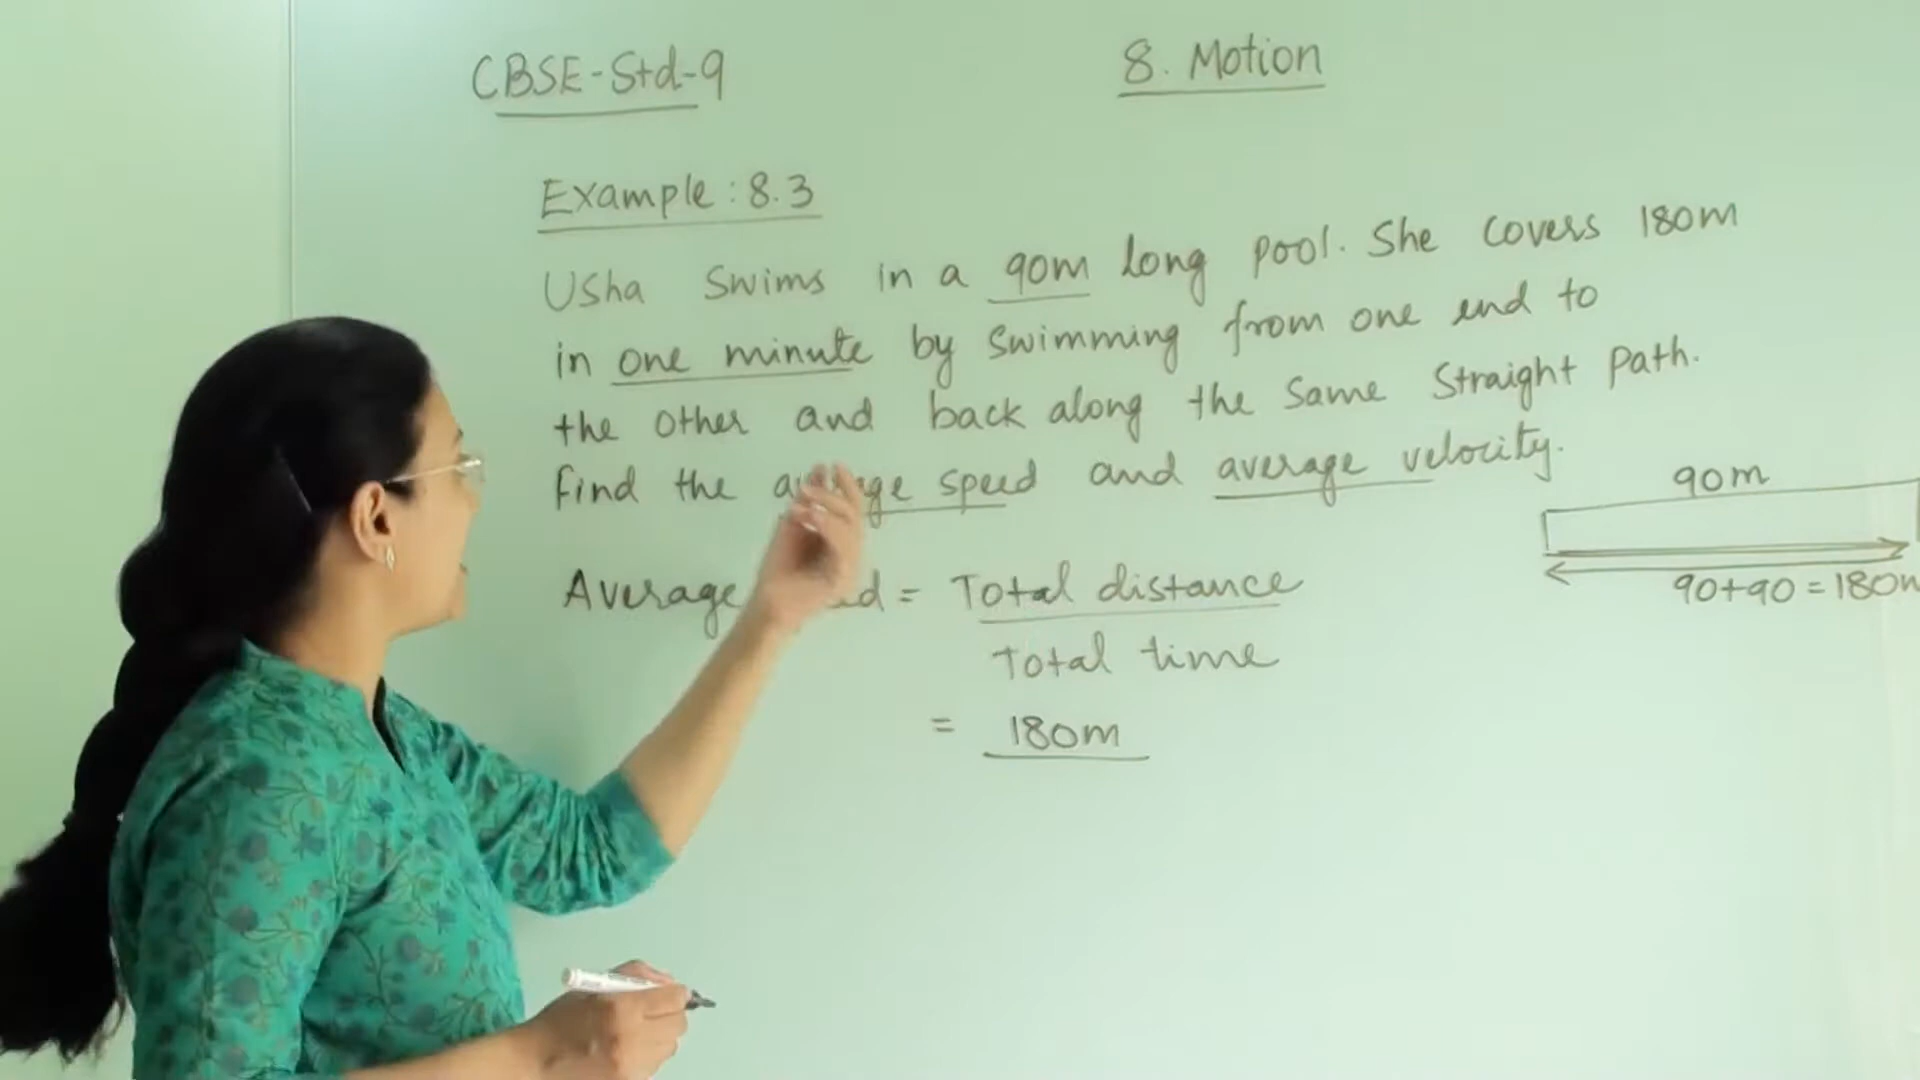 CBSE-Std-9
8. Motion
Example: 8.3
Usha Swims in a 90m long pool. She covers 180m
in one minute by swimming from one end to
the other and back along the same straight path.
find the average speed and average velocity.
90m
90+90=180m
Average = Total distance
Total time
= 180m